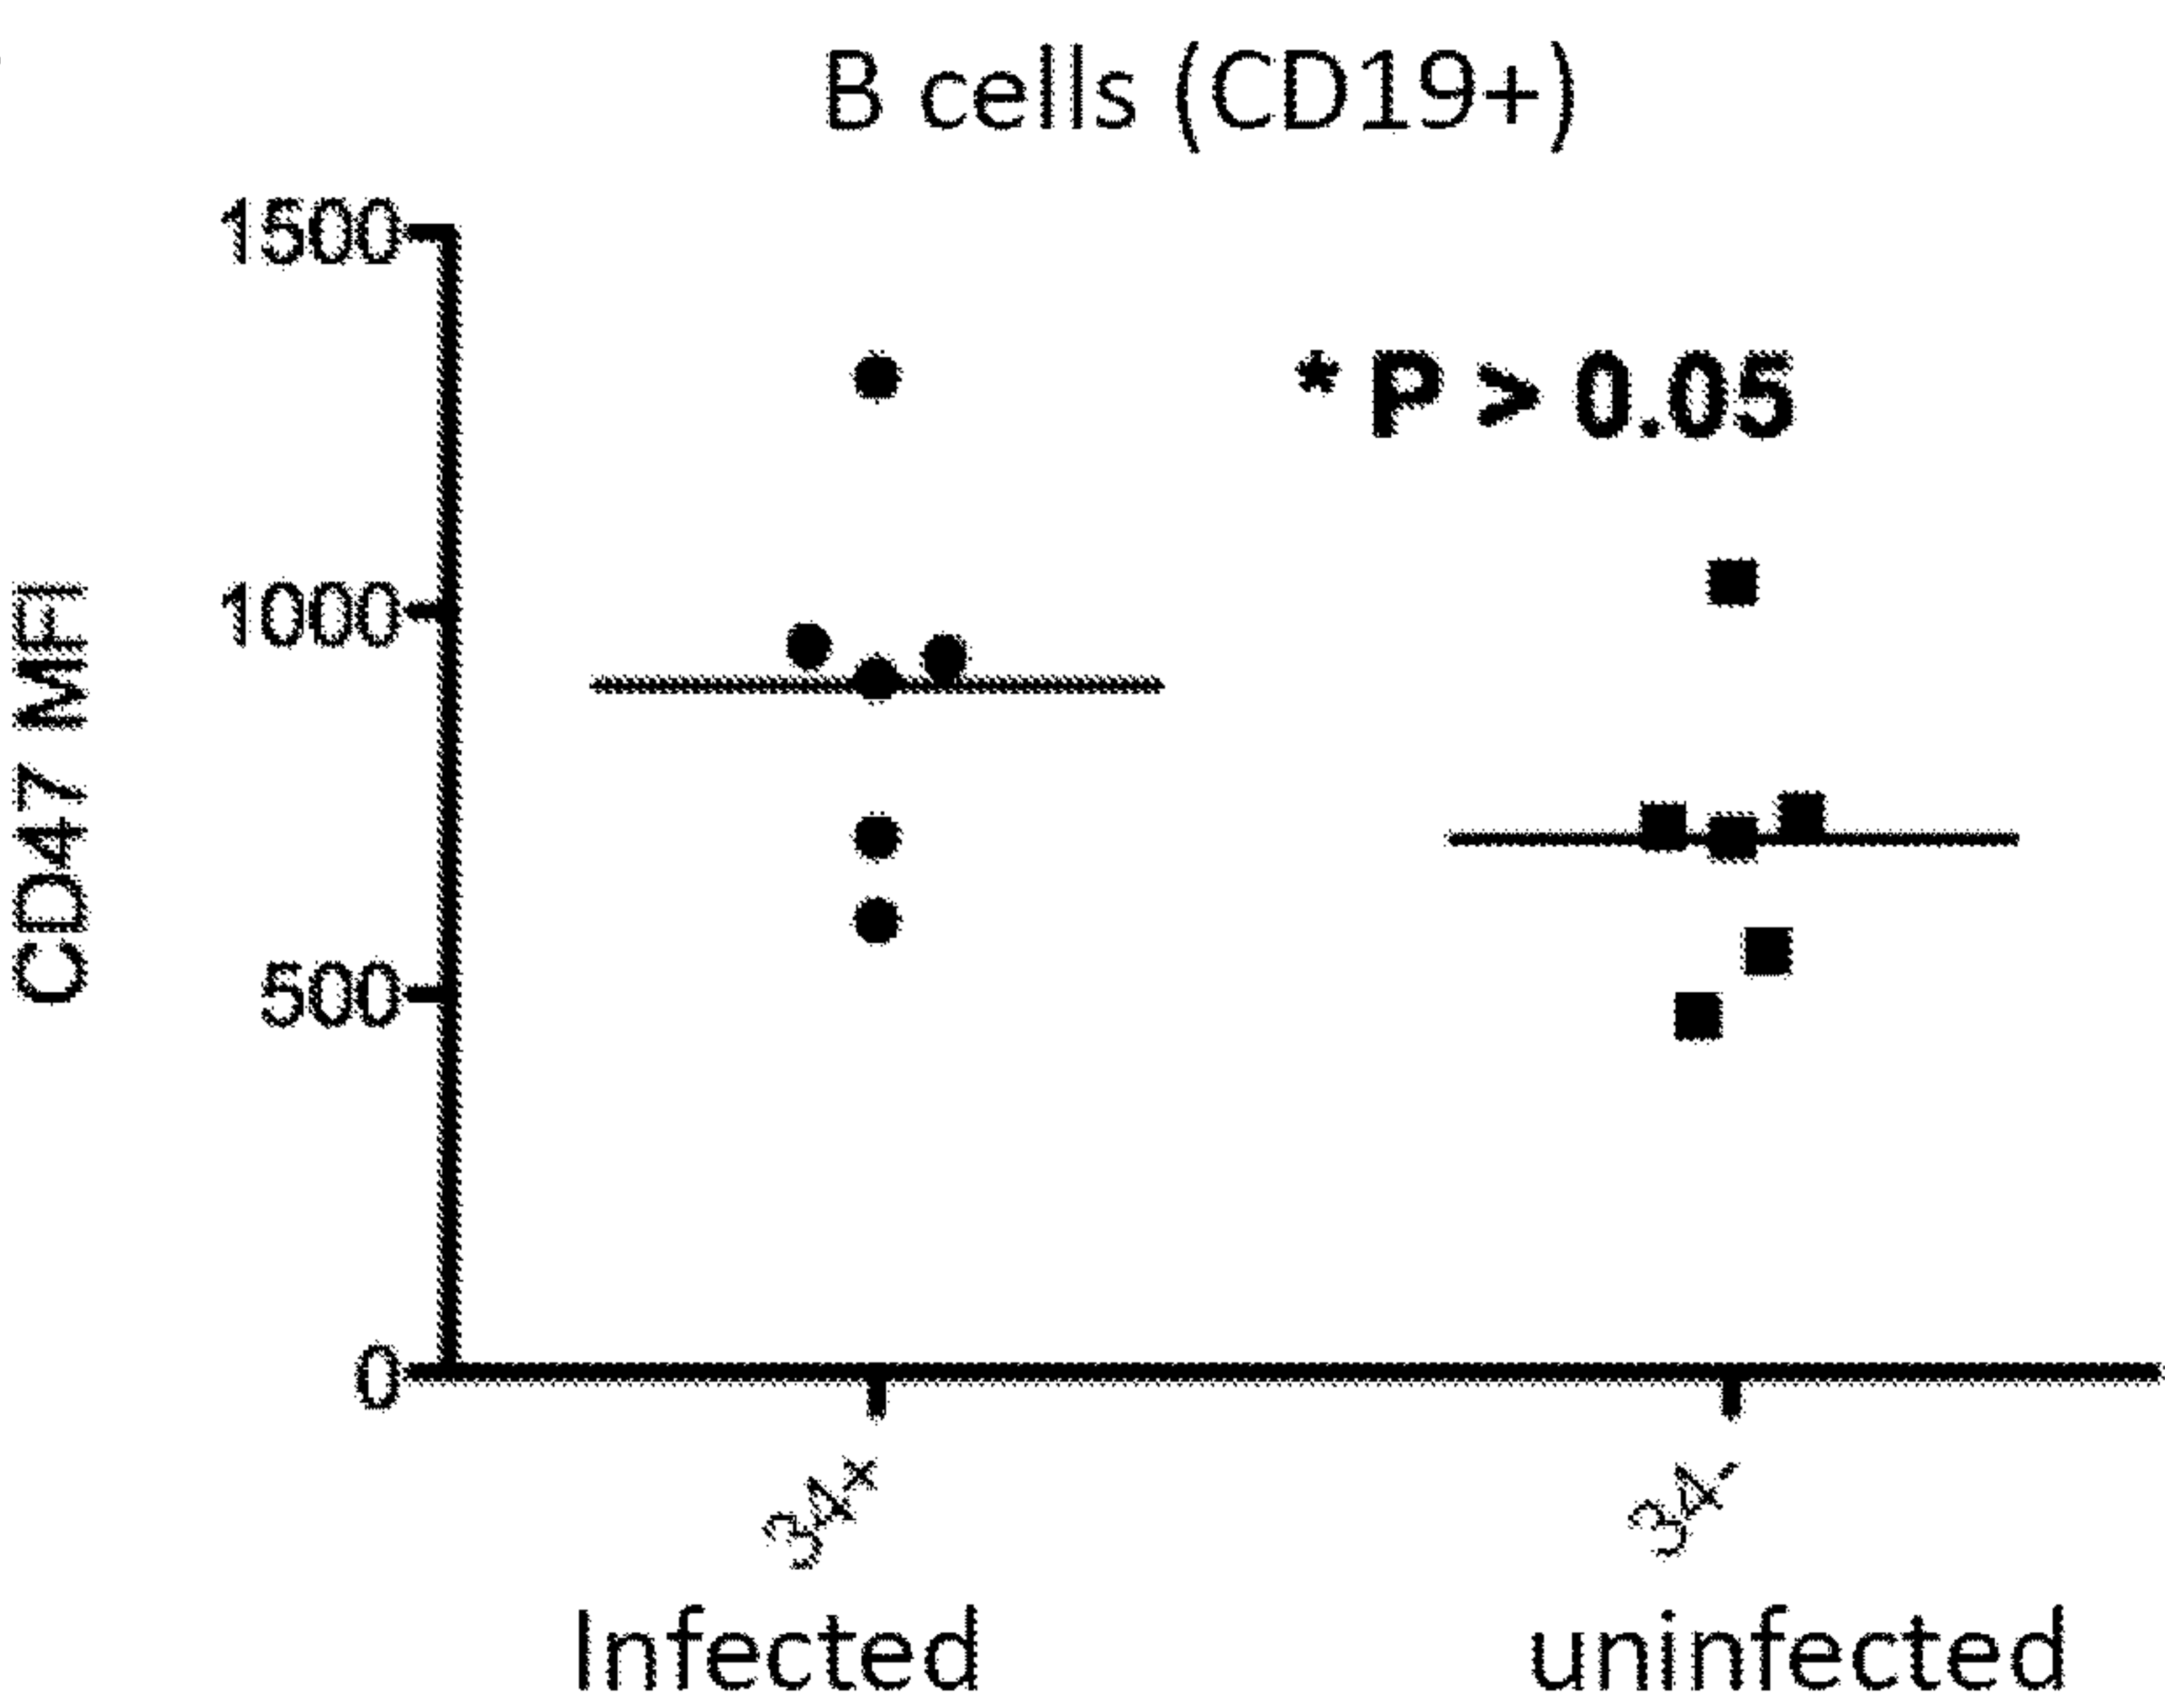 B cells (CD19+)
1500
* P > 0.05
1000
CD47 MFI
500
0
34+
34-
Infected
uninfected